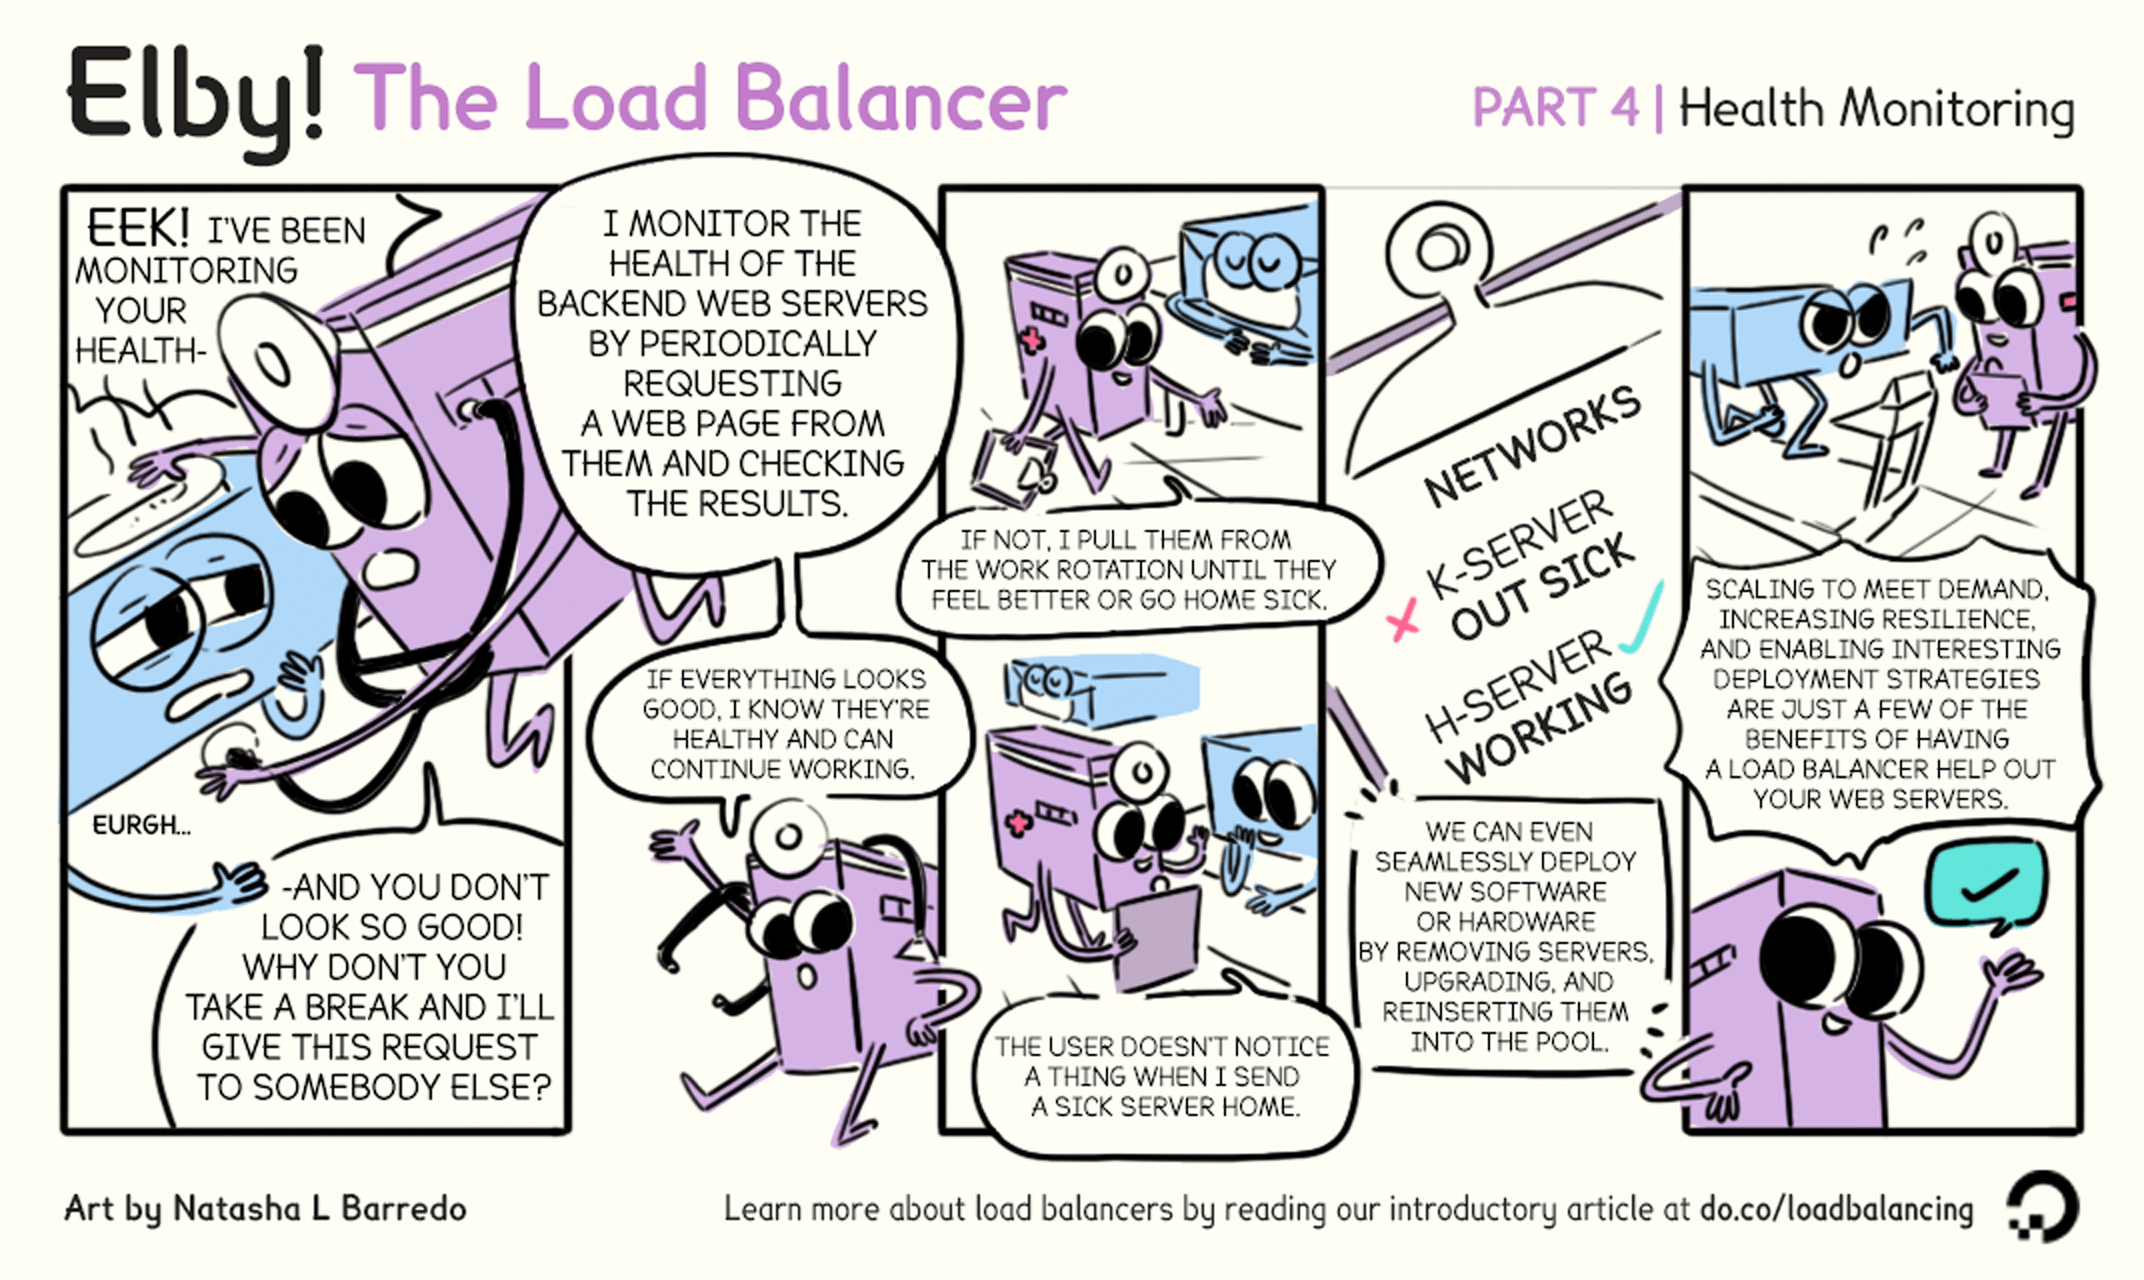 Elby! The Load Balancer
PART 4 | Health Monitoring
EEK! I'VE BEEN
MONITORING
YOUR
HEALTH-
EURGH...
-AND YOU DON'T
LOOK SO GOOD!
WHY DON'T YOU
TAKE A BREAK AND I'LL
GIVE THIS REQUEST
TO SOMEBODY ELSE?
I MONITOR THE
HEALTH OF THE
BACKEND WEB SERVERS
BY PERIODICALLY
REQUESTING
A WEB PAGE FROM
THEM AND CHECKING
THE RESULTS.
IF EVERYTHING LOOKS
GOOD, I KNOW THEY'RE
HEALTHY AND CAN
CONTINUE WORKING.
IF NOT, I PULL THEM FROM
THE WORK ROTATION UNTIL THEY
FEEL BETTER OR GO HOME SICK.
THE USER DOESN'T NOTICE
A THING WHEN I SEND
A SICK SERVER HOME.
NETWORKS
K-SERVER
OUT SICK
H-SERVER
WORKING
WE CAN EVEN
SEAMLESSLY DEPLOY
NEW SOFTWARE
OR HARDWARE
BY REMOVING SERVERS,
UPGRADING, AND
REINSERTING THEM
INTO THE POOL.
SCALING TO MEET DEMAND,
INCREASING RESILIENCE,
AND ENABLING INTERESTING
DEPLOYMENT STRATEGIES
ARE JUST A FEW OF THE
BENEFITS OF HAVING
A LOAD BALANCER HELP OUT
YOUR WEB SERVERS.
Art by Natasha L Barredo
Learn more about load balancers by reading our introductory article at do.co/loadbalancing